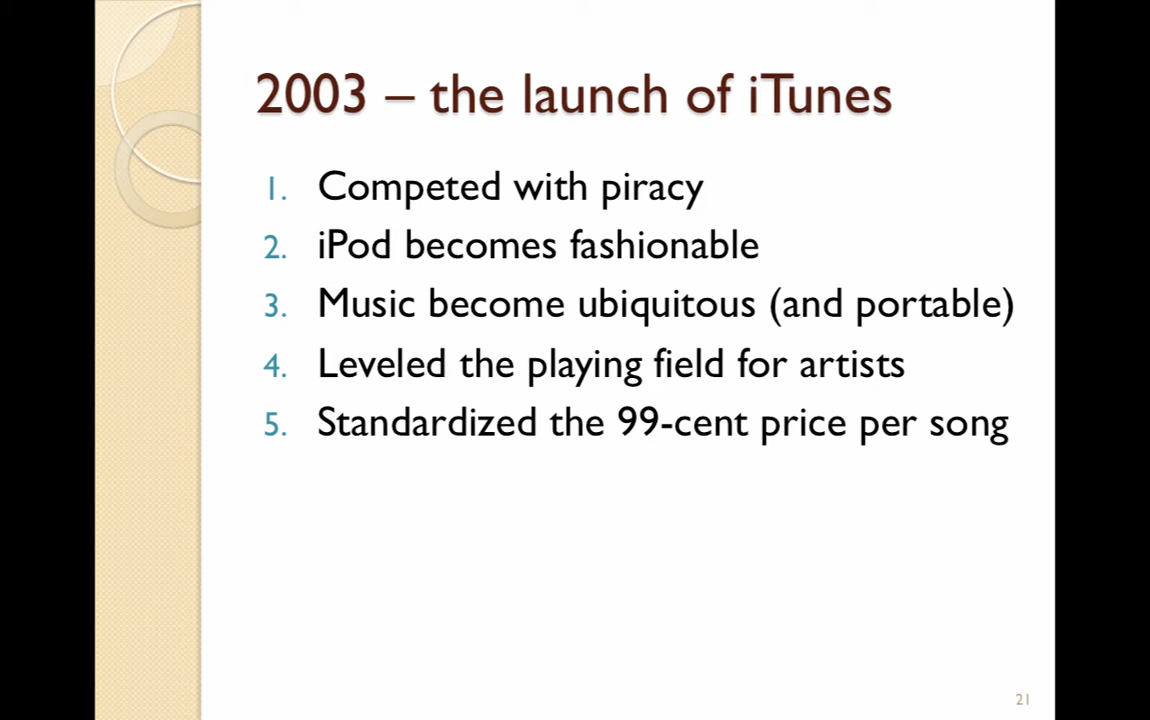 2003 – the launch of iTunes
1. Competed with piracy
2. iPod becomes fashionable
3. Music become ubiquitous (and portable)
4. Leveled the playing field for artists
5. Standardized the 99-cent price per song
21